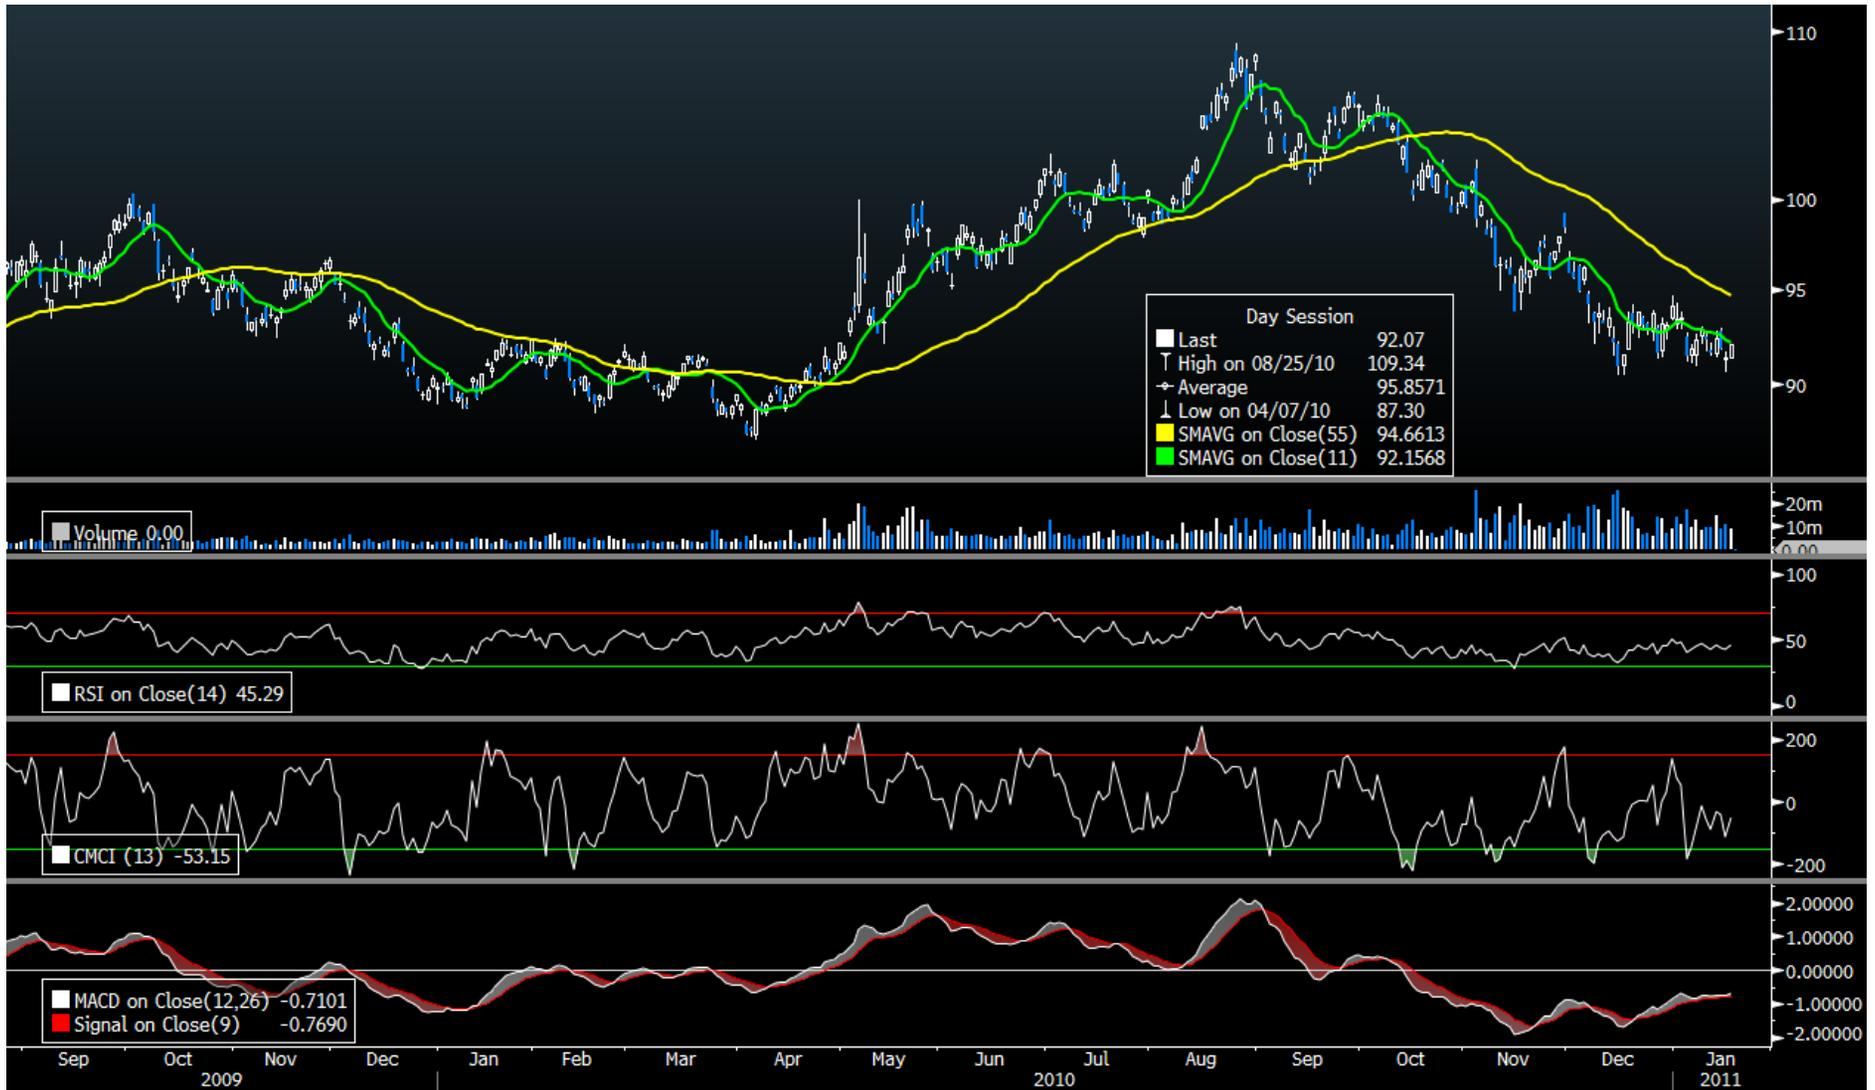 110
100
95
90
Day Session
Last 92.07
High on 08/25/10 109.34
Average 95.8571
Low on 04/07/10 87.30
SMAVG on Close(55) 94.6613
SMAVG on Close(11) 92.1568
Volume 0.00
20m
10m
0.00
100
50
0
RSI on Close(14) 45.29
200
0
-200
CMCI (13) -53.15
2.00000
1.00000
0.00000
-1.00000
-2.00000
MACD on Close(12,26) -0.7101
Signal on Close(9) -0.7690
Sep Oct Nov Dec Jan Feb Mar Apr May Jun Jul Aug Sep Oct Nov Dec Jan
2009 2010 2011